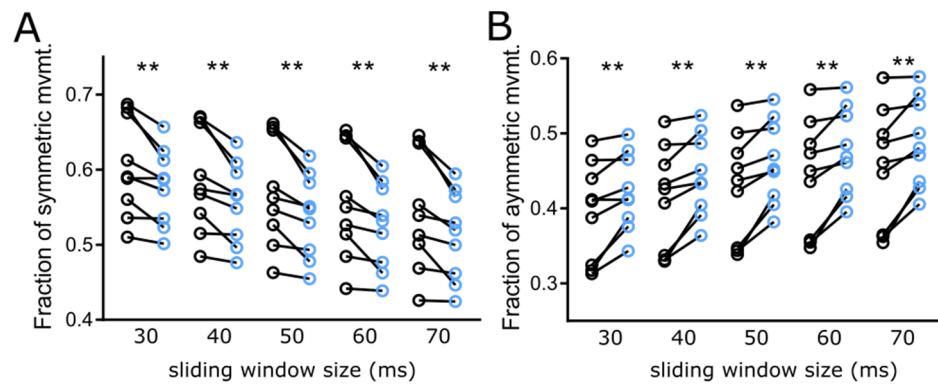 A
Fraction of symmetric mvmt.
0.7
0.6
0.5
0.4
** ** ** ** **
30 40 50 60 70
sliding window size (ms)
B
Fraction of aymetric mvmt.
0.6
0.5
0.4
0.3
** ** ** ** **
30 40 50 60 70
sliding window size (ms)